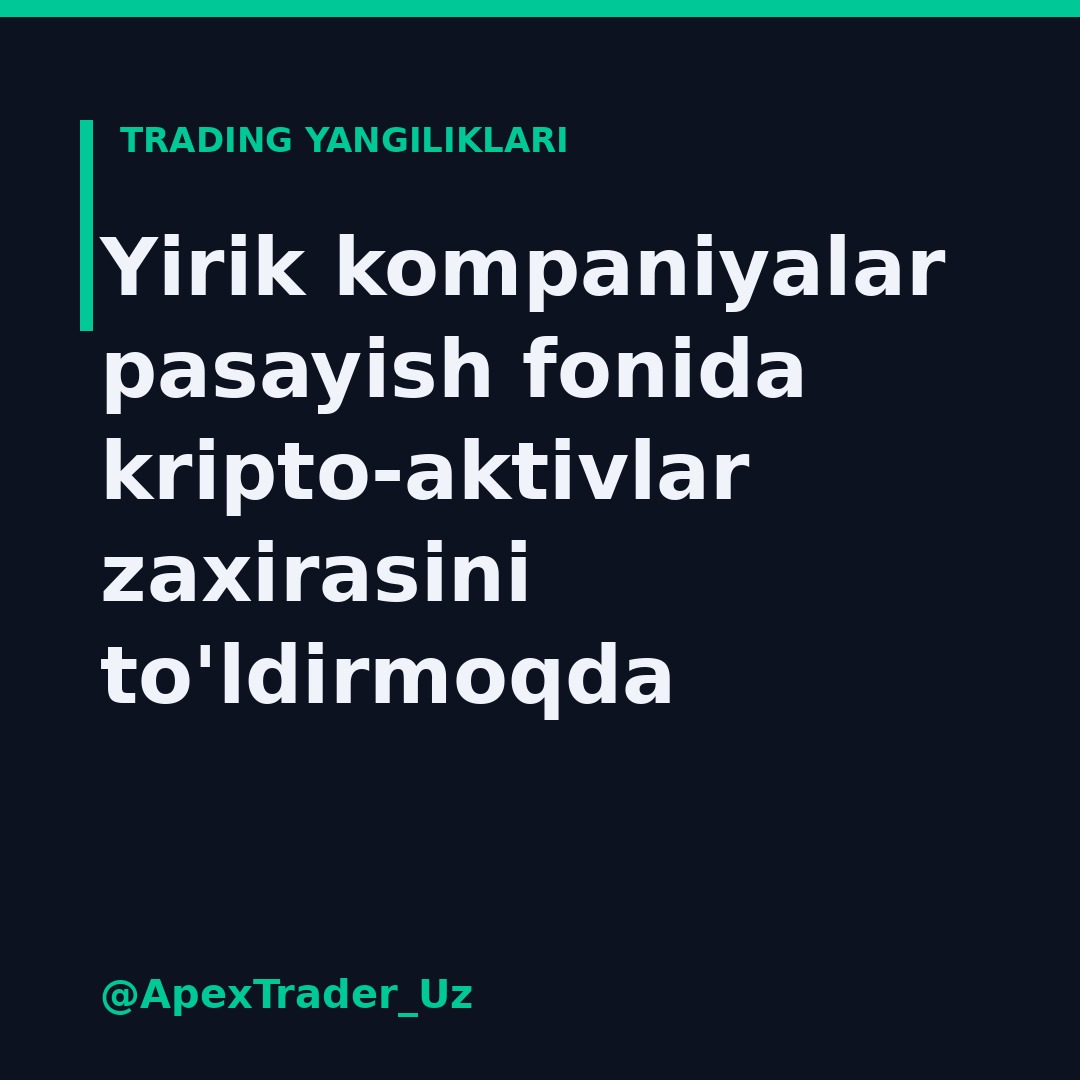 TRADING YANGILIKLARI
Yirik kompaniyalar
pasayish fonida
kripto-aktivlar
zaxirasini
to'ldirmoqda
@ApexTrader_Uz